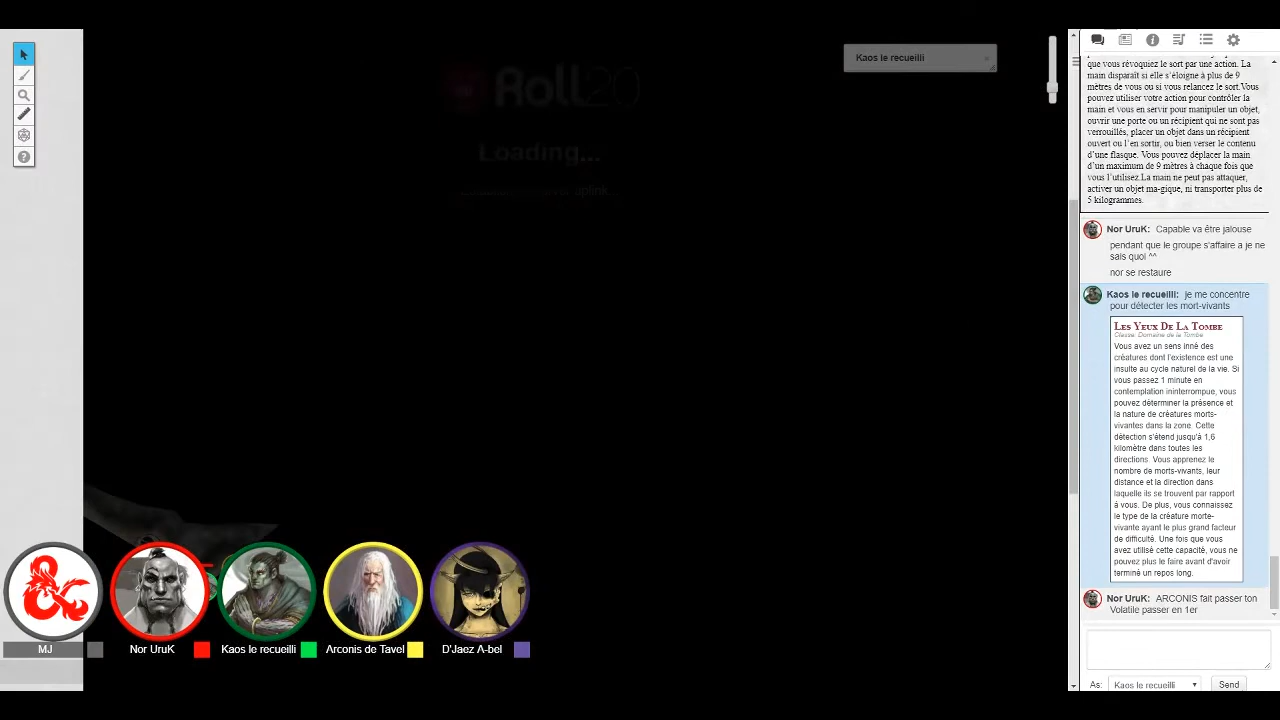 Roll20
Loading...
Kaos le recueilli
que vous révoquiez le sort par une action. La
main disparaît si elle s'éloigne à plus de 9
mètres de vous ou si vous relancez le sort.Vous
pouvez utiliser votre action pour contrôler la
main et vous en servir pour manipuler un objet,
ouvrir une porte ou un récipient qui ne sont pas
verrouillés, placer un objet dans un récipient
ouvert ou l'en sortir, ou bien verser le contenu
d'une flasque. Vous pouvez déplacer la main
d'un maximum de 9 mètres à chaque fois que
vous l'utilisez.La main ne peut pas attaquer,
activer un objet ma-gique, ni transporter plus de
5 kilogrammes.
Nor UruK: Capable va être jalouse
pendant que le groupe s'affaire a je ne
sais quoi ^^
nor se restaure
Kaos le recueilli: je me concentre
pour détecter les mort-vivants
Les Yeux De La Tombe
Classe: Domaine de la Tombe
Vous avez un sens inné des
créatures dont l'existence est une
insulte au cycle naturel de la vie. Si
vous passez 1 minute en
contemplation ininterrompue, vous
pouvez déterminer la présence et
la nature de créatures morts-
vivantes dans la zone. Cette
détection s'étend jusqu'à 1,6
kilomètre dans toutes les
directions. Vous apprenez le
nombre de morts-vivants, leur
distance et la direction dans
laquelle ils se trouvent par rapport
à vous. De plus, vous connaissez
le type de la créature morte-
vivante ayant le plus grand facteur
de difficulté. Une fois que vous
avez utilisé cette capacité, vous ne
pouvez plus le faire avant d'avoir
terminé un repos long.
Nor UruK: ARCONIS fait passer ton
Volatile passer en 1er
As: Kaos le recueilli Send
MJ
Nor UruK
Kaos le recueilli
Arconis de Tavel
D'Jaez A-bel